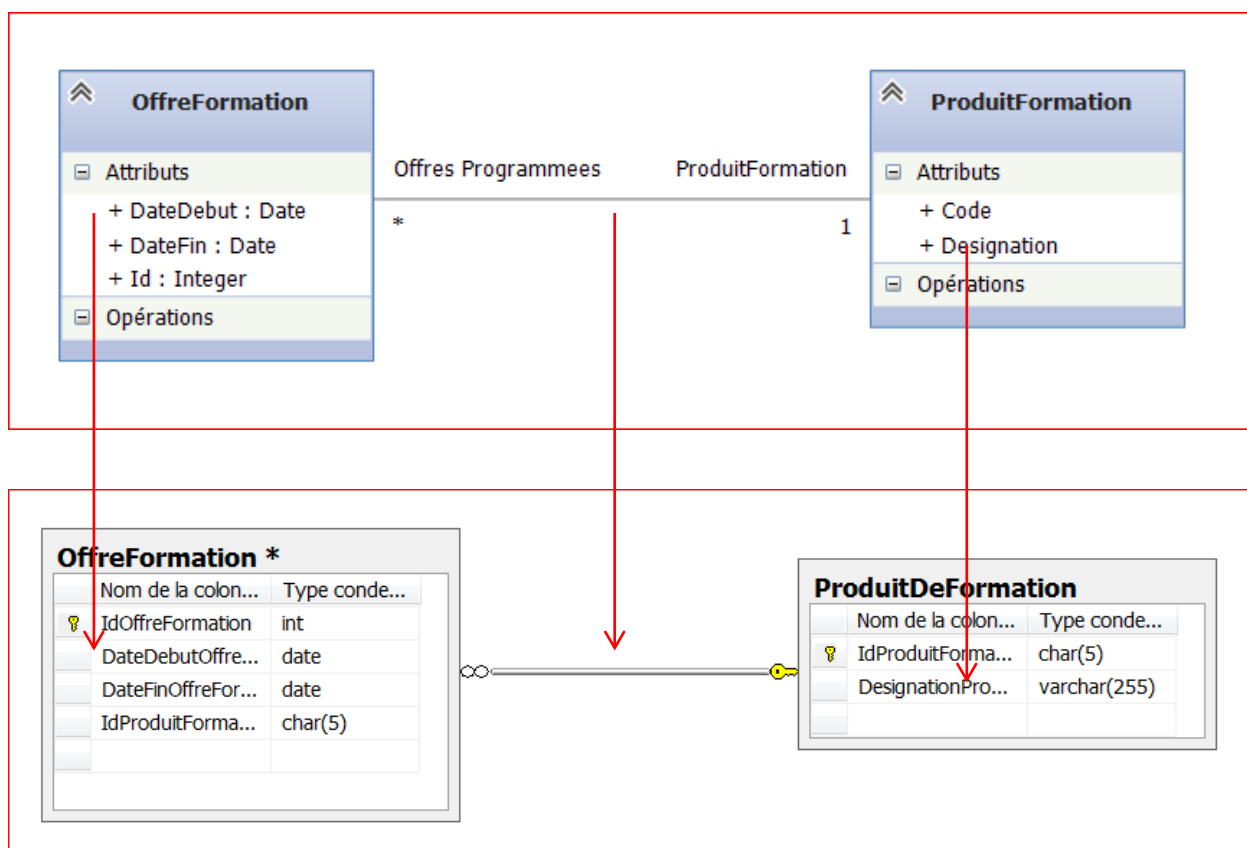 OffreFormation
Attributs
+ DateDebut : Date
+ DateFin : Date
+ Id : Integer
Opérations
Offres Programmees ProduitFormation
* 1
ProduitFormation
Attributs
+ Code
+ Designation
Opérations
OffreFormation *
Nom de la colon... Type conde...
IdOffreFormation int
DateDebutOffre... date
DateFinOffreFor... date
IdProduitForma... char(5)
ProduitDeFormation
Nom de la colon... Type conde...
IdProduitForma... char(5)
DesignationPro... varchar(255)